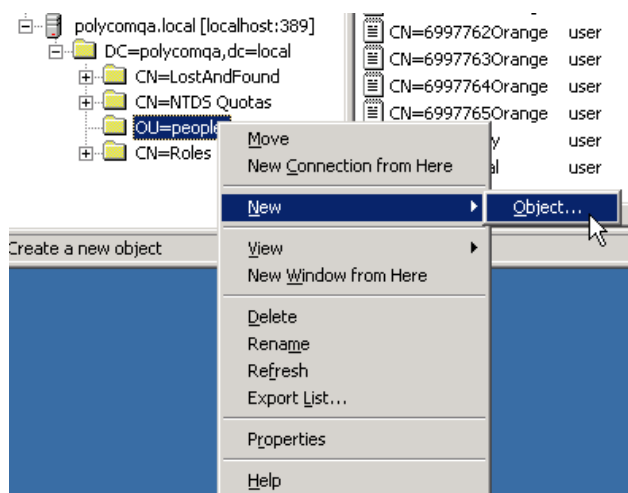 polycomqa.local [localhost:389]
DC=polycomqa,dc=local
CN=LostAndFound
CN=NTDS Quotas
OU=people
CN=Roles
CN=6997762Orange user
CN=6997763Orange user
CN=6997764Orange user
CN=6997765Orange user
user
user
Move
New Connection from Here
New
Object...
View
New Window from Here
Delete
Rename
Refresh
Export List...
Properties
Help
Create a new object